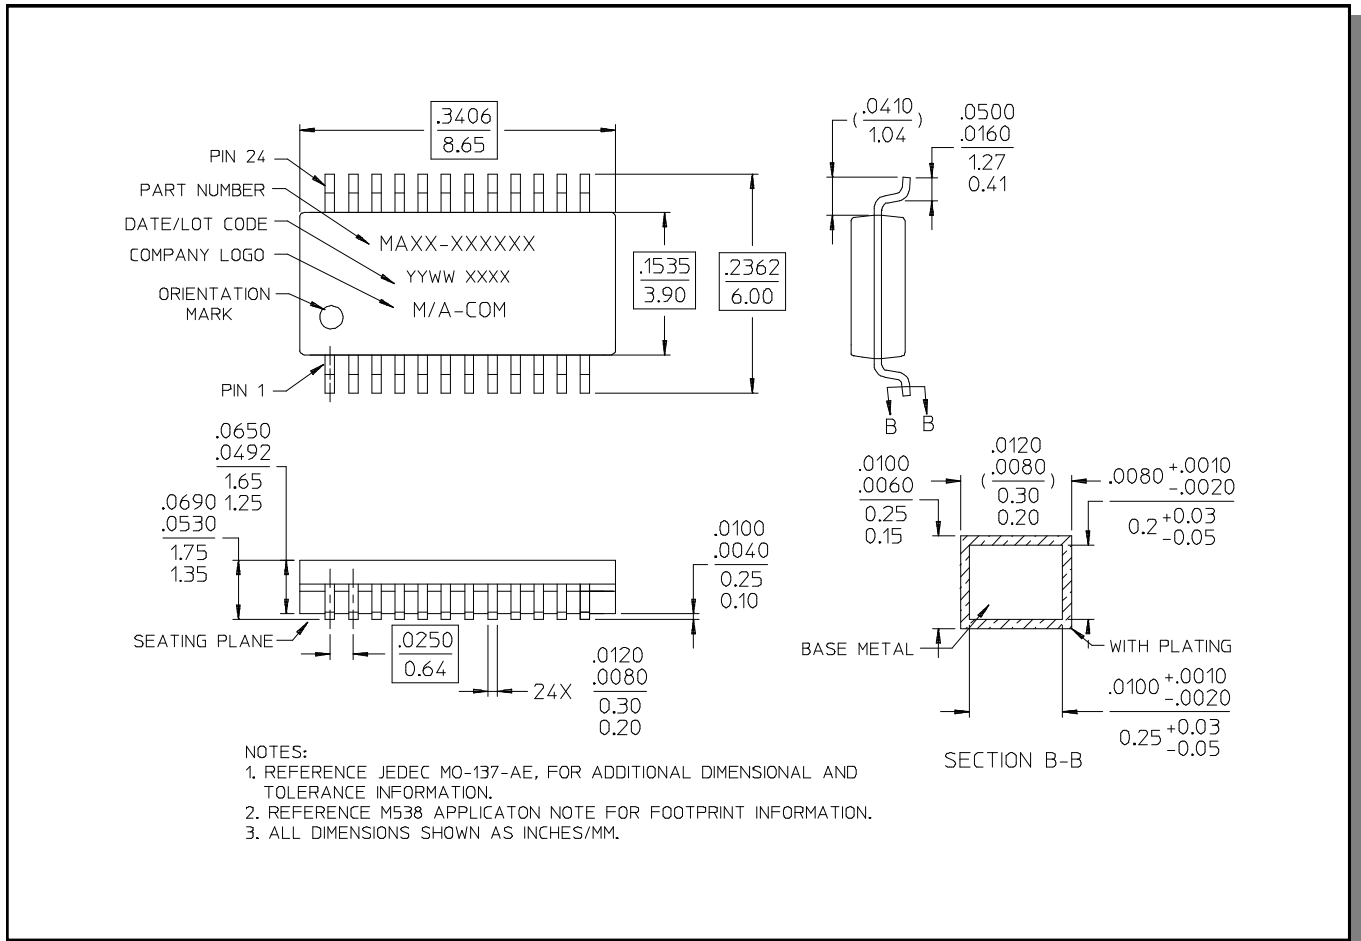 .3406
8.65
PIN 24
PART NUMBER
DATE/LOT CODE
COMPANY LOGO
ORIENTATION
MARK
PIN 1
MAXX-XXXXXX
YYWW XXXX
M/A-COM
.1535
3.90
.2362
6.00
(.0410)
1.04
.0500
.0160
1.27
0.41
B B
.0650
.0492
1.65
1.25
.0690
.0530
1.75
1.35
SEATING PLANE
.0250
0.64
24X
.0120
.0080
0.30
0.20
.0100
.0040
0.25
0.10
.0100
.0060
0.25
0.15
.0120
(.0080)
0.30
0.20
.0080 +.0010
-.0020
0.2 +0.03
-0.05
BASE METAL
WITH PLATING
.0100 +.0010
-.0020
0.25 +0.03
-0.05
SECTION B-B
NOTES:
1. REFERENCE JEDEC MO-137-AE, FOR ADDITIONAL DIMENSIONAL AND
TOLERANCE INFORMATION.
2. REFERENCE M538 APPLICATON NOTE FOR FOOTPRINT INFORMATION.
3. ALL DIMENSIONS SHOWN AS INCHES/MM.